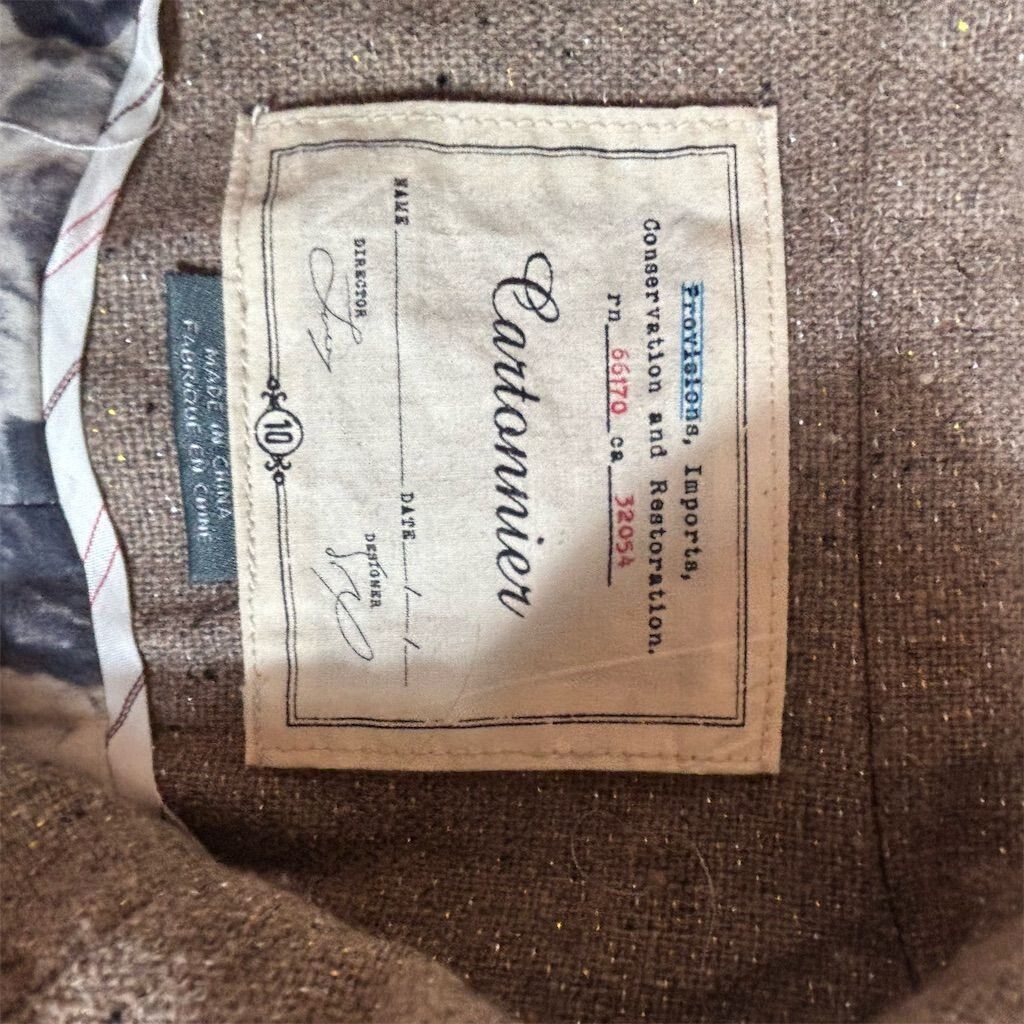 Provisions, Imports,
Conservation and Restoration.
rn 66170 ca 32054
Cartonnier
NAME DATE
DIRECTOR DESIGNER
10
MADE IN CHINA
FABRIQUÉ EN CHINE